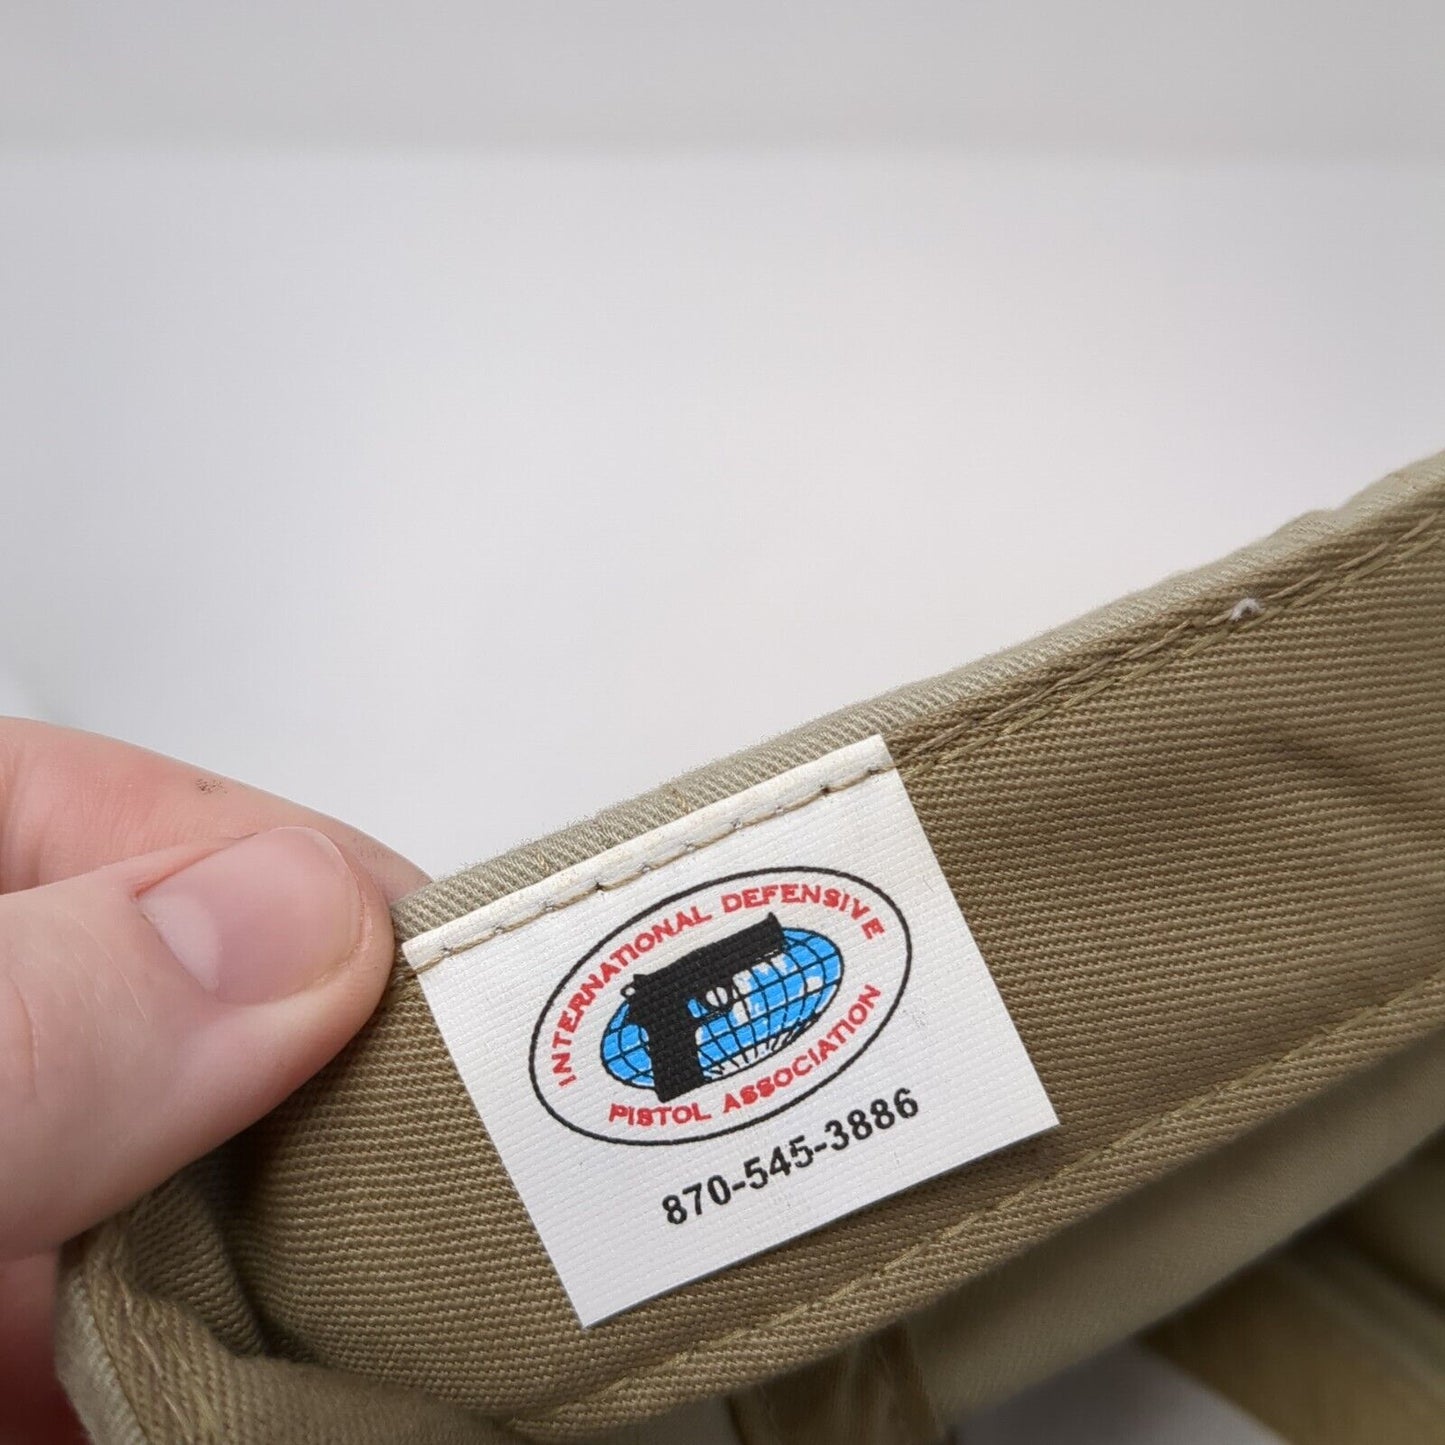 INTERNATIONAL DEFENSIVE
PISTOL ASSOCIATION
870-545-3886